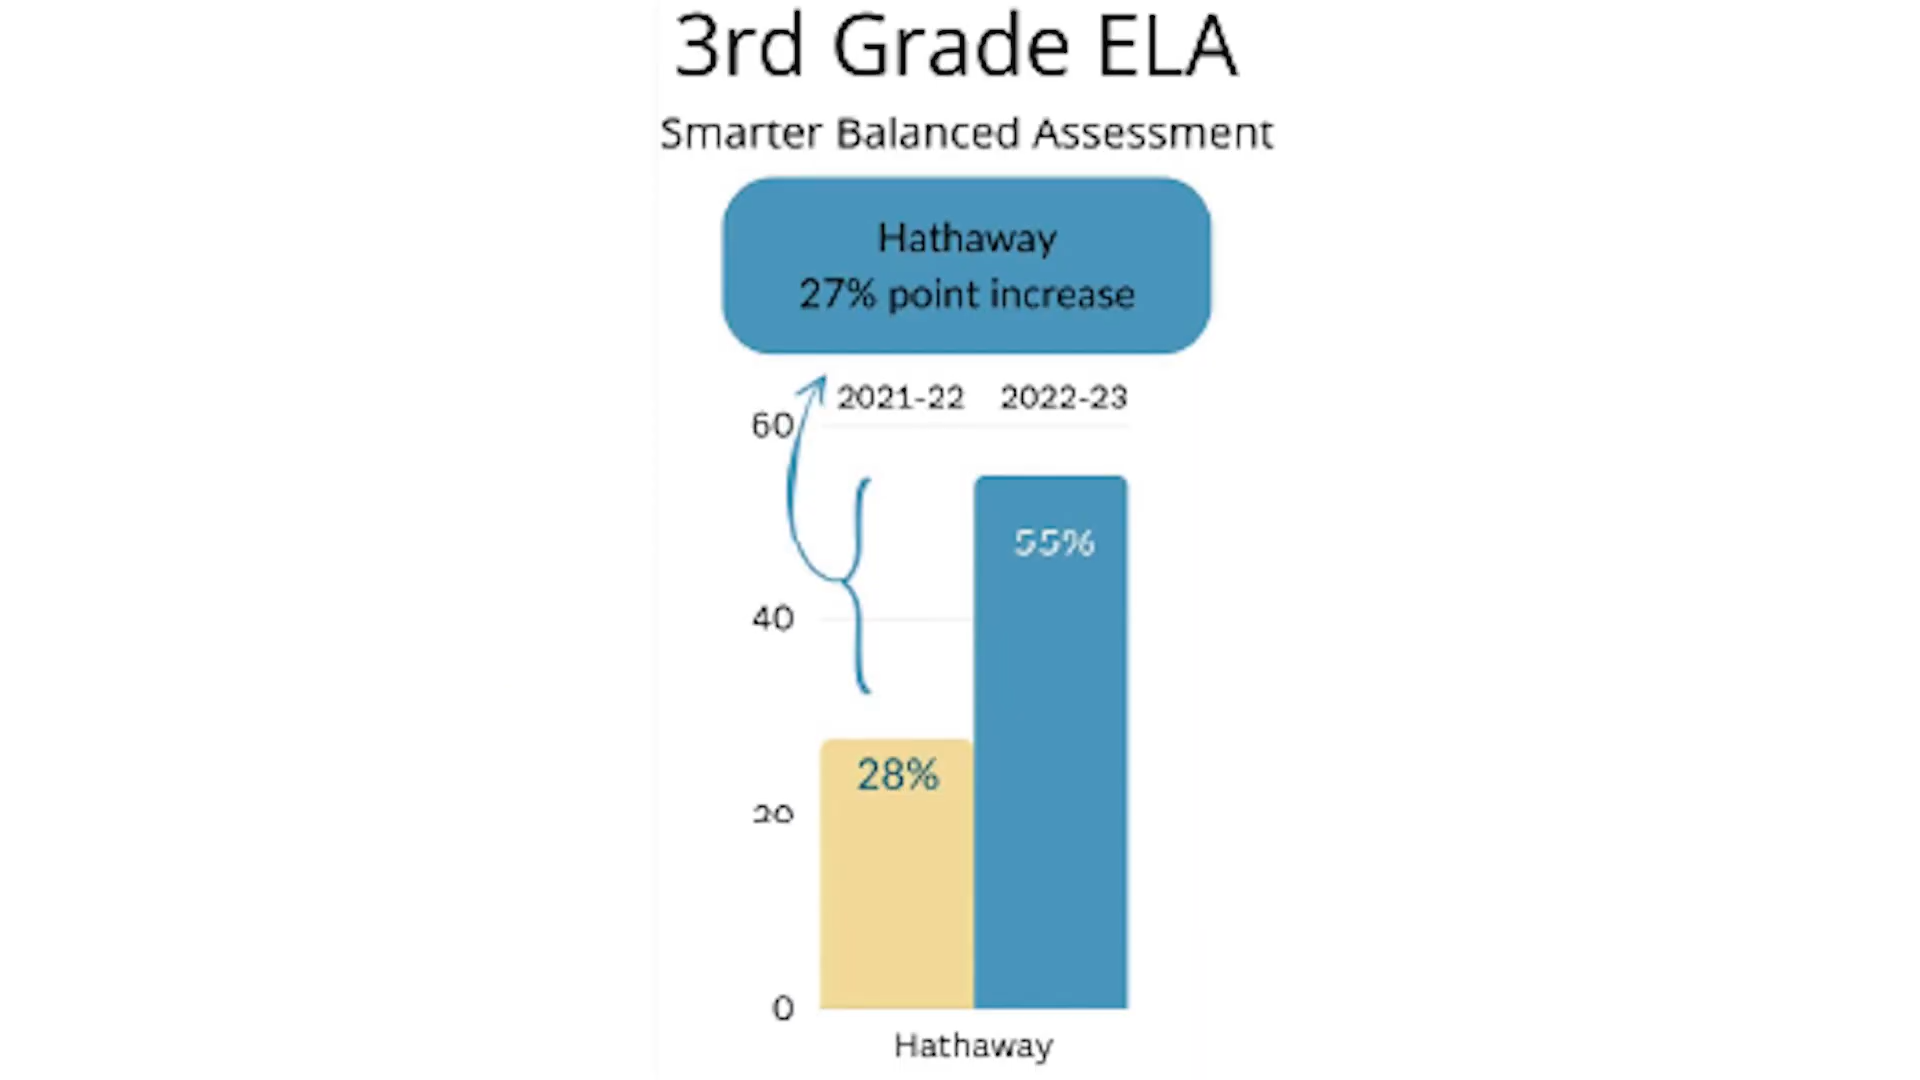 3rd Grade ELA
Smarter Balanced Assessment
Hathaway
27% point increase
2021-22 2022-23
60
55%
40
28%
20
0
Hathaway